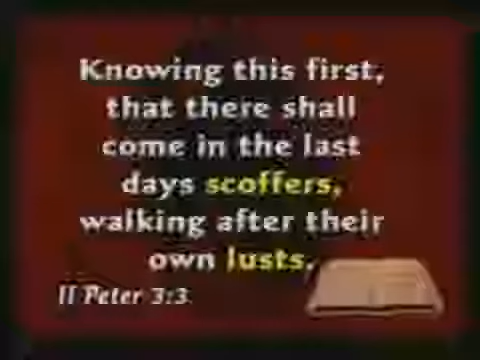 Knowing this first,
that there shall
come in the last
days scoffers,
walking after their
own lusts.
II Peter 3:3